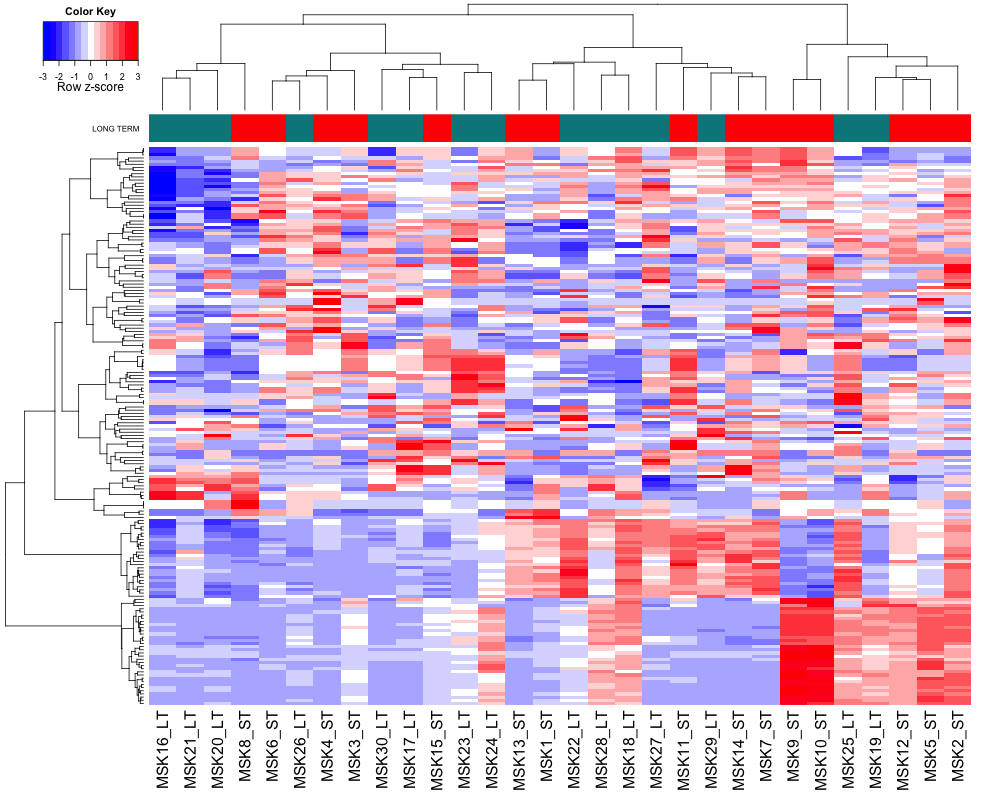 Color Key
-3 -2 -1 0 1 2 3
Row z-score
LONG TERM
MSK16_LT
MSK21_LT
MSK20_LT
MSK8_ST
MSK6_ST
MSK26_LT
MSK4_ST
MSK3_ST
MSK30_LT
MSK17_LT
MSK15_ST
MSK23_LT
MSK24_LT
MSK13_ST
MSK1_ST
MSK22_LT
MSK28_LT
MSK18_LT
MSK27_LT
MSK11_ST
MSK29_LT
MSK14_ST
MSK7_ST
MSK9_ST
MSK10_ST
MSK25_LT
MSK19_LT
MSK12_ST
MSK5_ST
MSK2_ST